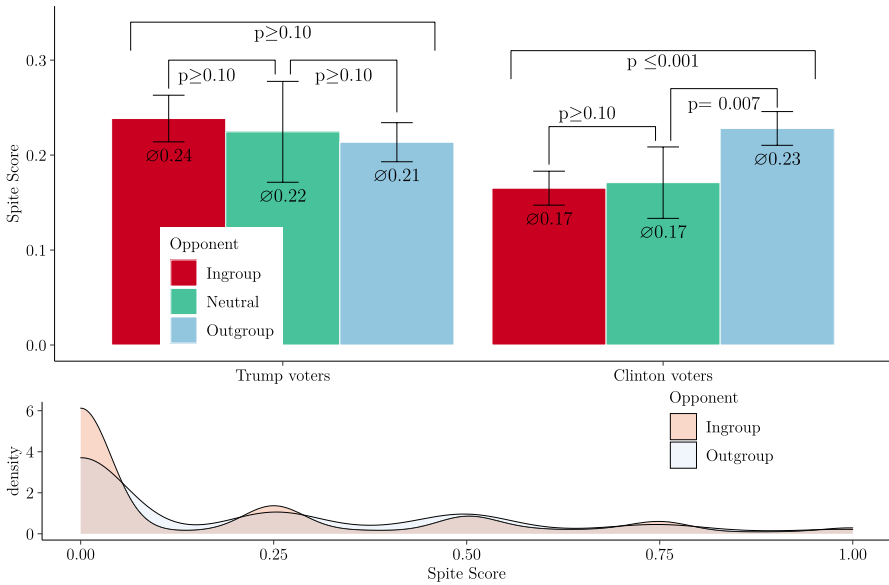 p≥0.10
p≥0.10
p≥0.10
p ≤0.001
p≥0.10
p= 0.007
Spite Score
0.3
0.2
0.1
0.0
∅0.24
∅0.22
∅0.21
∅0.17
∅0.17
∅0.23
Opponent
Ingroup
Neutral
Outgroup
Trump voters
Clinton voters
Opponent
Ingroup
Outgroup
density
6
4
2
0
0.00
0.25
0.50
0.75
1.00
Spite Score